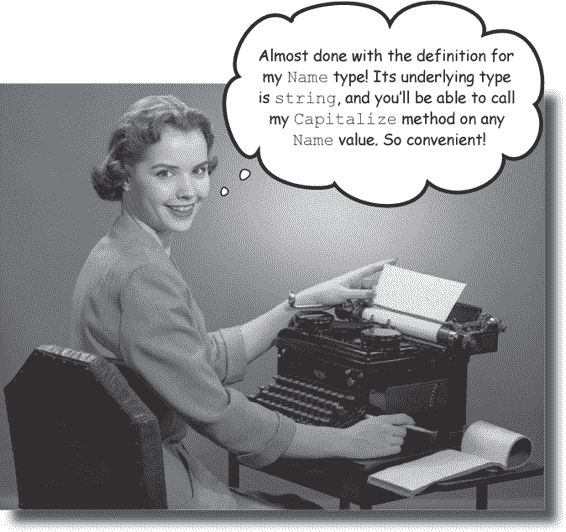 Almost done with the definition for
my Name type! Its underlying type
is string, and you’ll be able to call
my Capitalize method on any
Name value. So convenient!